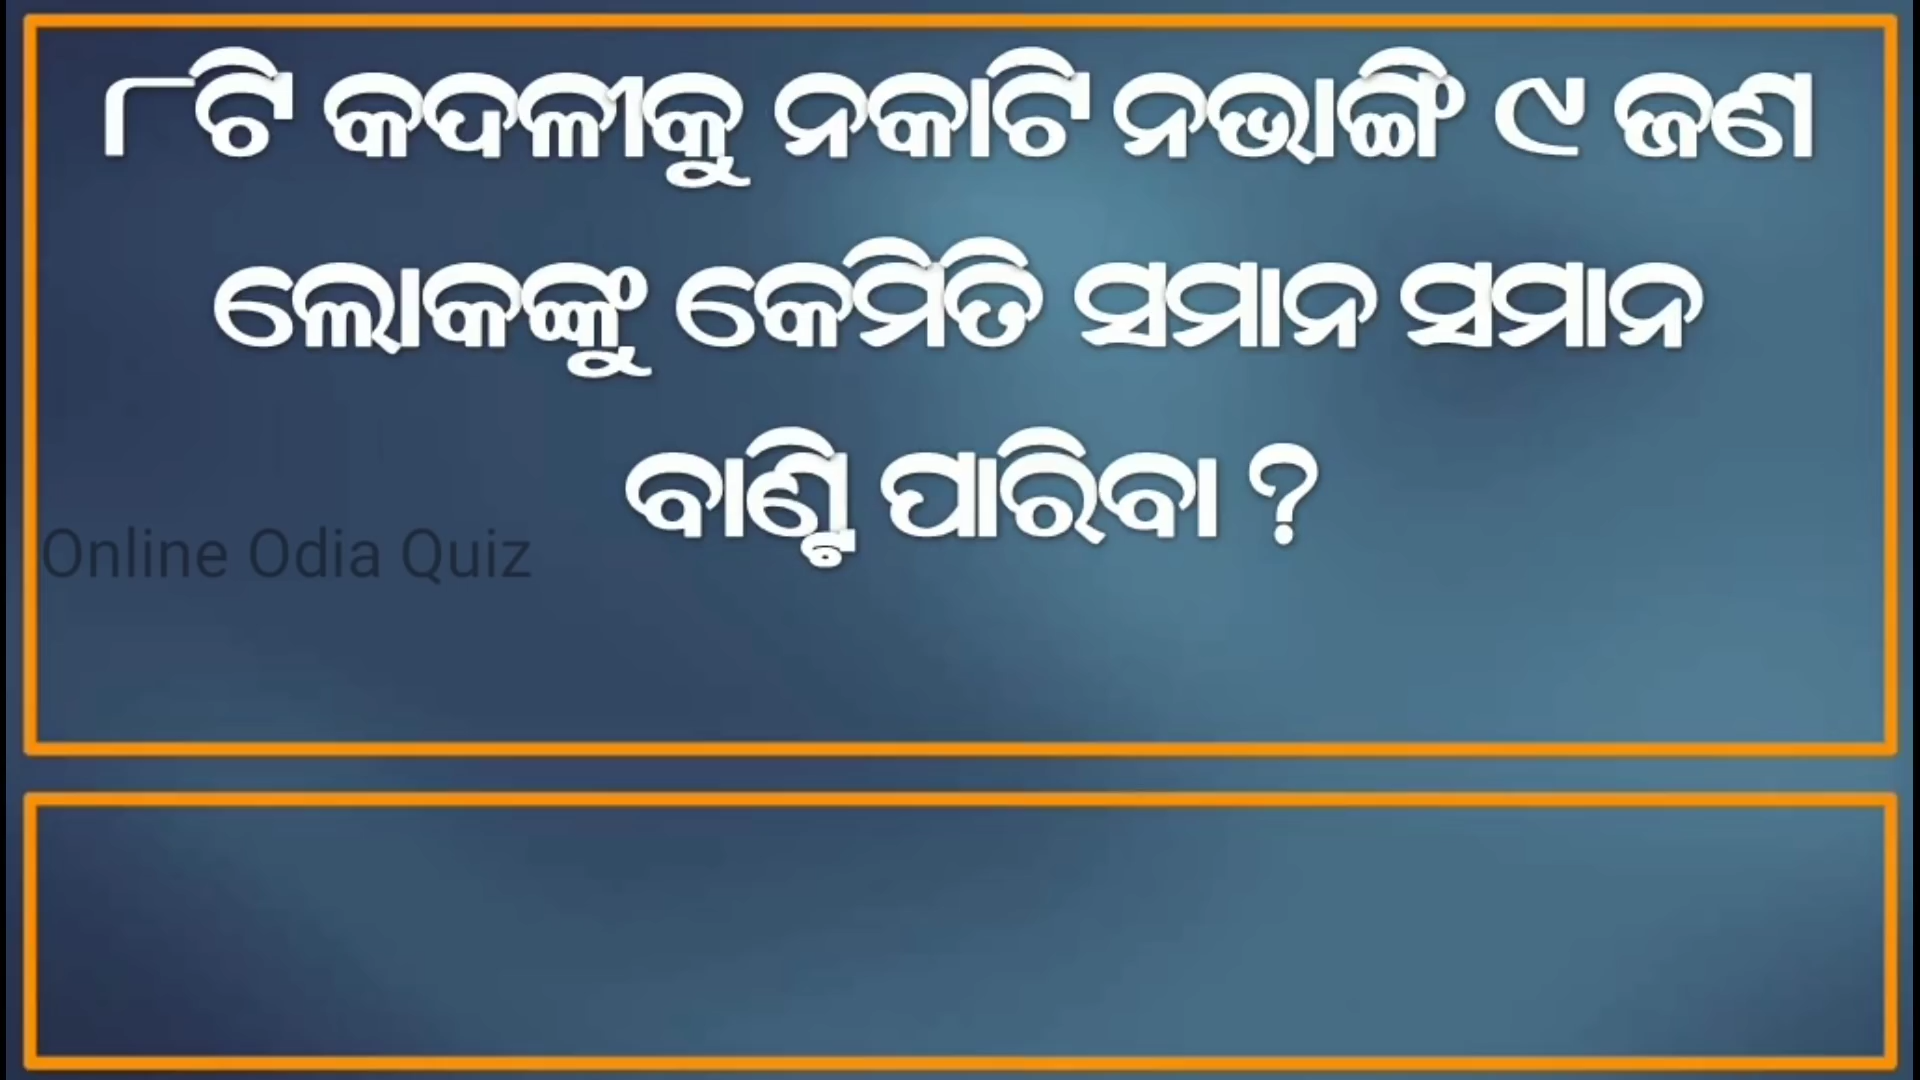 ୮ଟି କଦଳୀକୁ ନକାଟି ନଭାଙ୍ଗି ୯ ଜଣ
ଲୋକଙ୍କୁ କେମିତି ସମାନ ସମାନ
ବାଣ୍ଟି ପାରିବା ?
Online Odia Quiz